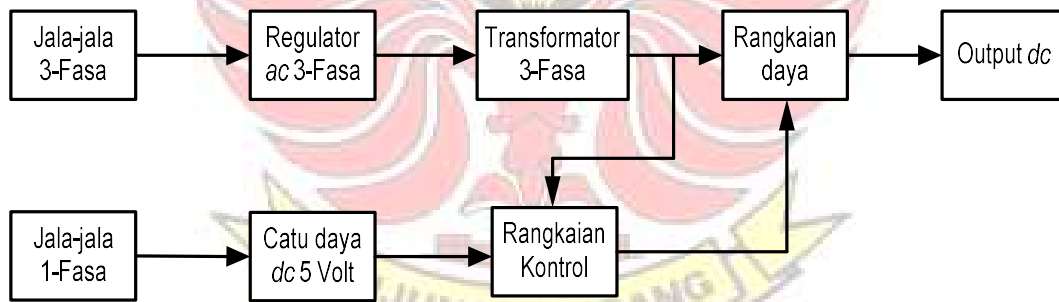 Jala-jala
3-Fasa
Regulator
ac 3-Fasa
Transformator
3-Fasa
Rangkaian
daya
Output dc
Jala-jala
1-Fasa
Catu daya
dc 5 Volt
Rangkaian
Kontrol